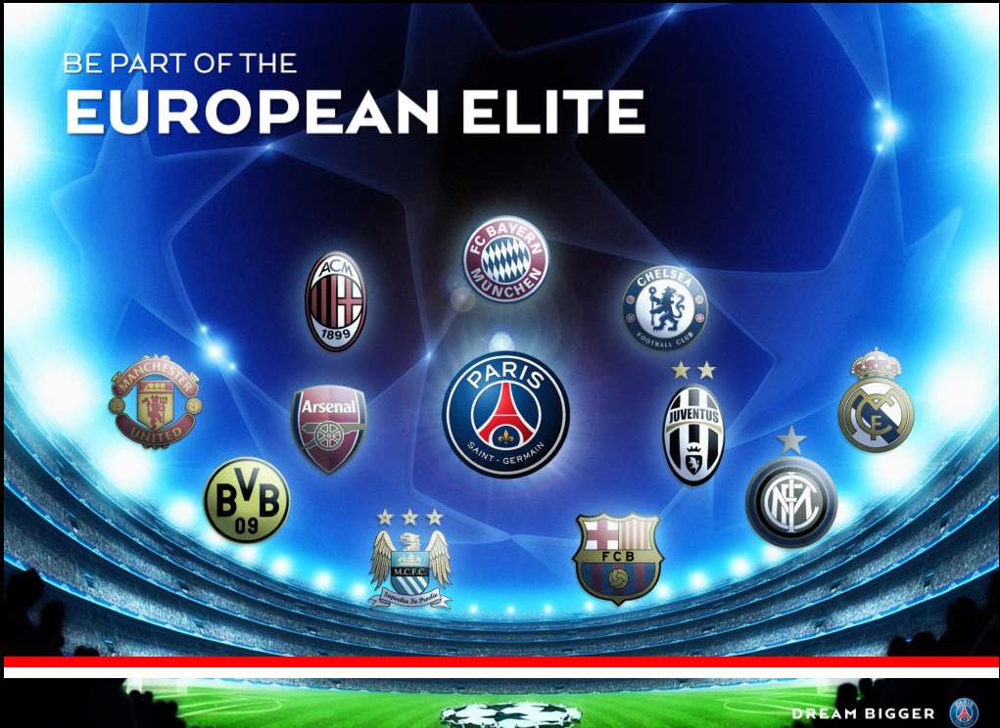 BE PART OF THE
EUROPEAN ELITE
FC BAYERN
MÜNCHEN
ACM
1899
CHELSEA
FOOTBALL CLUB
MANCHESTER
UNITED
Arsenal
PARIS
SAINT - GERMAIN
JUVENTUS
BVB
09
M.C.F.C.
Superbia In Proelio
FCB
DREAM BIGGER
PARIS